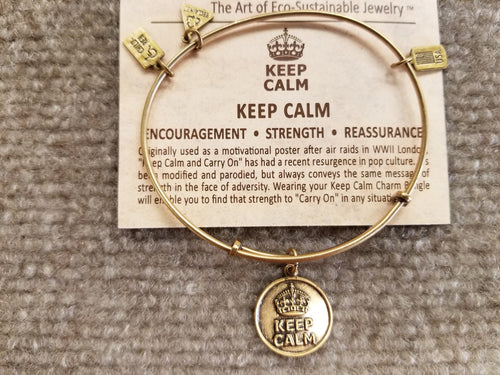 The Art of Eco-Sustainable Jewelry™
KEEP
CALM
KEEP CALM
ENCOURAGEMENT • STRENGTH • REASSURANCE
Originally used as a motivational poster after air raids in WWII London,
"Keep Calm and Carry On" has had a recent resurgence in pop culture.
been modified and parodied, but always conveys the same message of
strength in the face of adversity. Wearing your Keep Calm Charm Bangle
will enable you to find that strength to "Carry On" in any situation
USA
KEEP
CALM